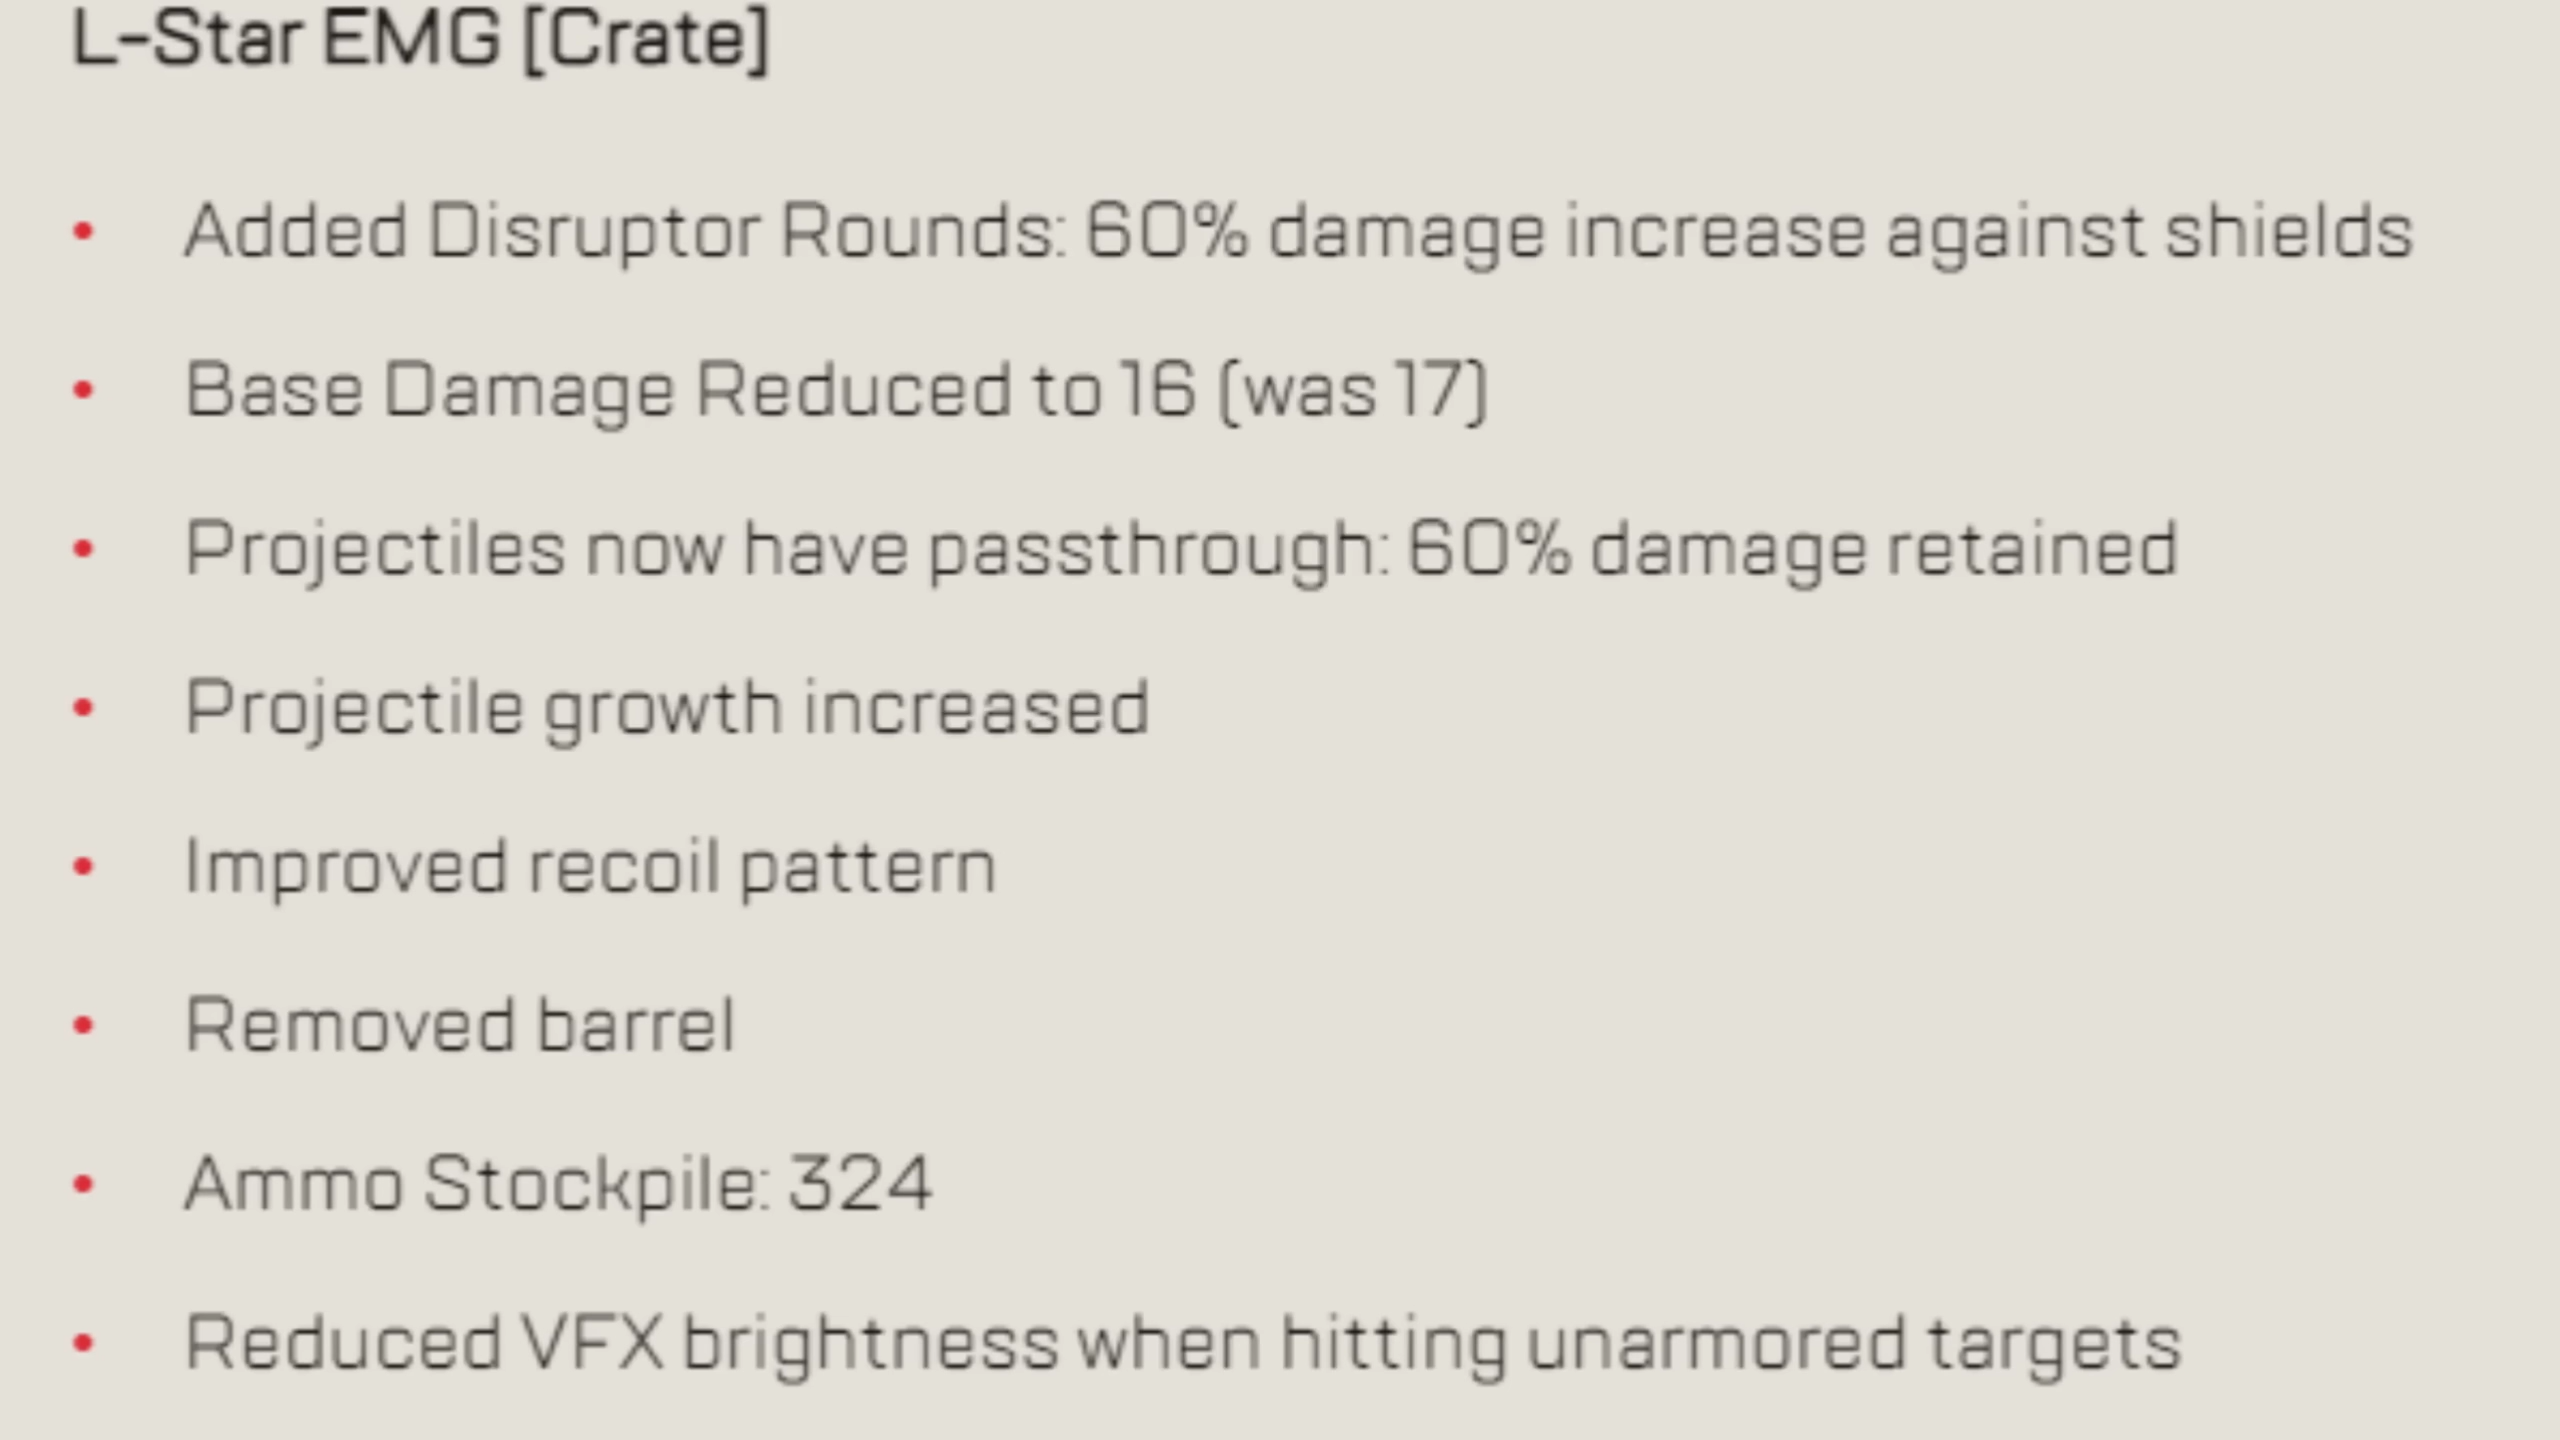 L-Star EMG [Crate]
• Added Disruptor Rounds: 60% damage increase against shields
• Base Damage Reduced to 16 (was 17)
• Projectiles now have passthrough: 60% damage retained
• Projectile growth increased
• Improved recoil pattern
• Removed barrel
• Ammo Stockpile: 324
• Reduced VFX brightness when hitting unarmored targets